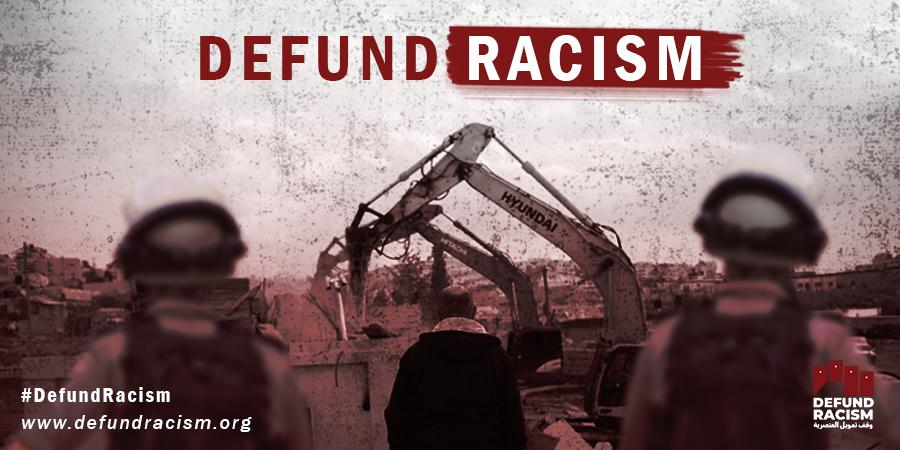 DEFUND RACISM
HYUNDAI
#DefundRacism
www.defundracism.org
DEFUND
RACISM
وقف تمويل العنصرية